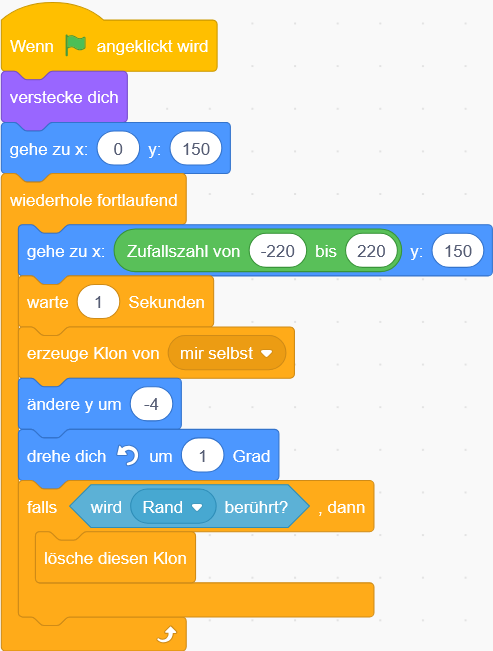 Wenn angeklickt wird
verstecke dich
gehe zu x: 0 y: 150
wiederhole fortlaufend
gehe zu x: Zufallszahl von -220 bis 220 y: 150
warte 1 Sekunden
erzeuge Klon von mir selbst
ändere y um -4
drehe dich um 1 Grad
falls wird Rand berührt? , dann
lösche diesen Klon